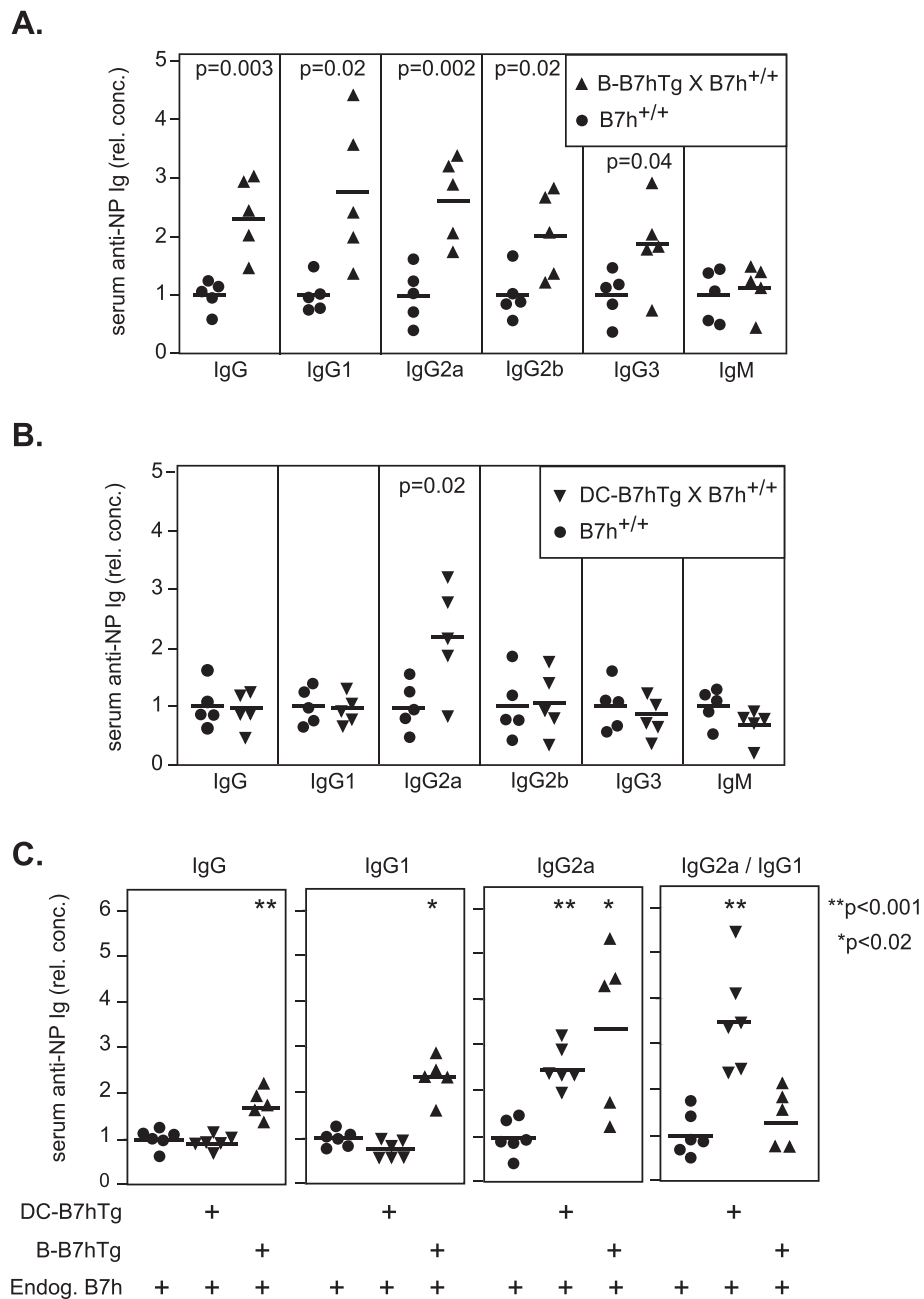 A.
serum anti-NP Ig (rel. conc.)
5
4
3
2
1
0
p=0.003 p=0.02 p=0.002 p=0.02
B-B7hTg X B7h+/+
B7h+/+
p=0.04
IgG IgG1 IgG2a IgG2b IgG3 IgM
B.
serum anti-NP Ig (rel. conc.)
5
4
3
2
1
0
p=0.02
DC-B7hTg X B7h+/+
B7h+/+
IgG IgG1 IgG2a IgG2b IgG3 IgM
C.
IgG IgG1 IgG2a IgG2a / IgG1
serum anti-NP Ig (rel. conc.)
6
5
4
3
2
1
0
** * ** * **
**p<0.001
*p<0.02
DC-B7hTg + + + +
B-B7hTg + + + +
Endog. B7h + + + + + + + + + + + +